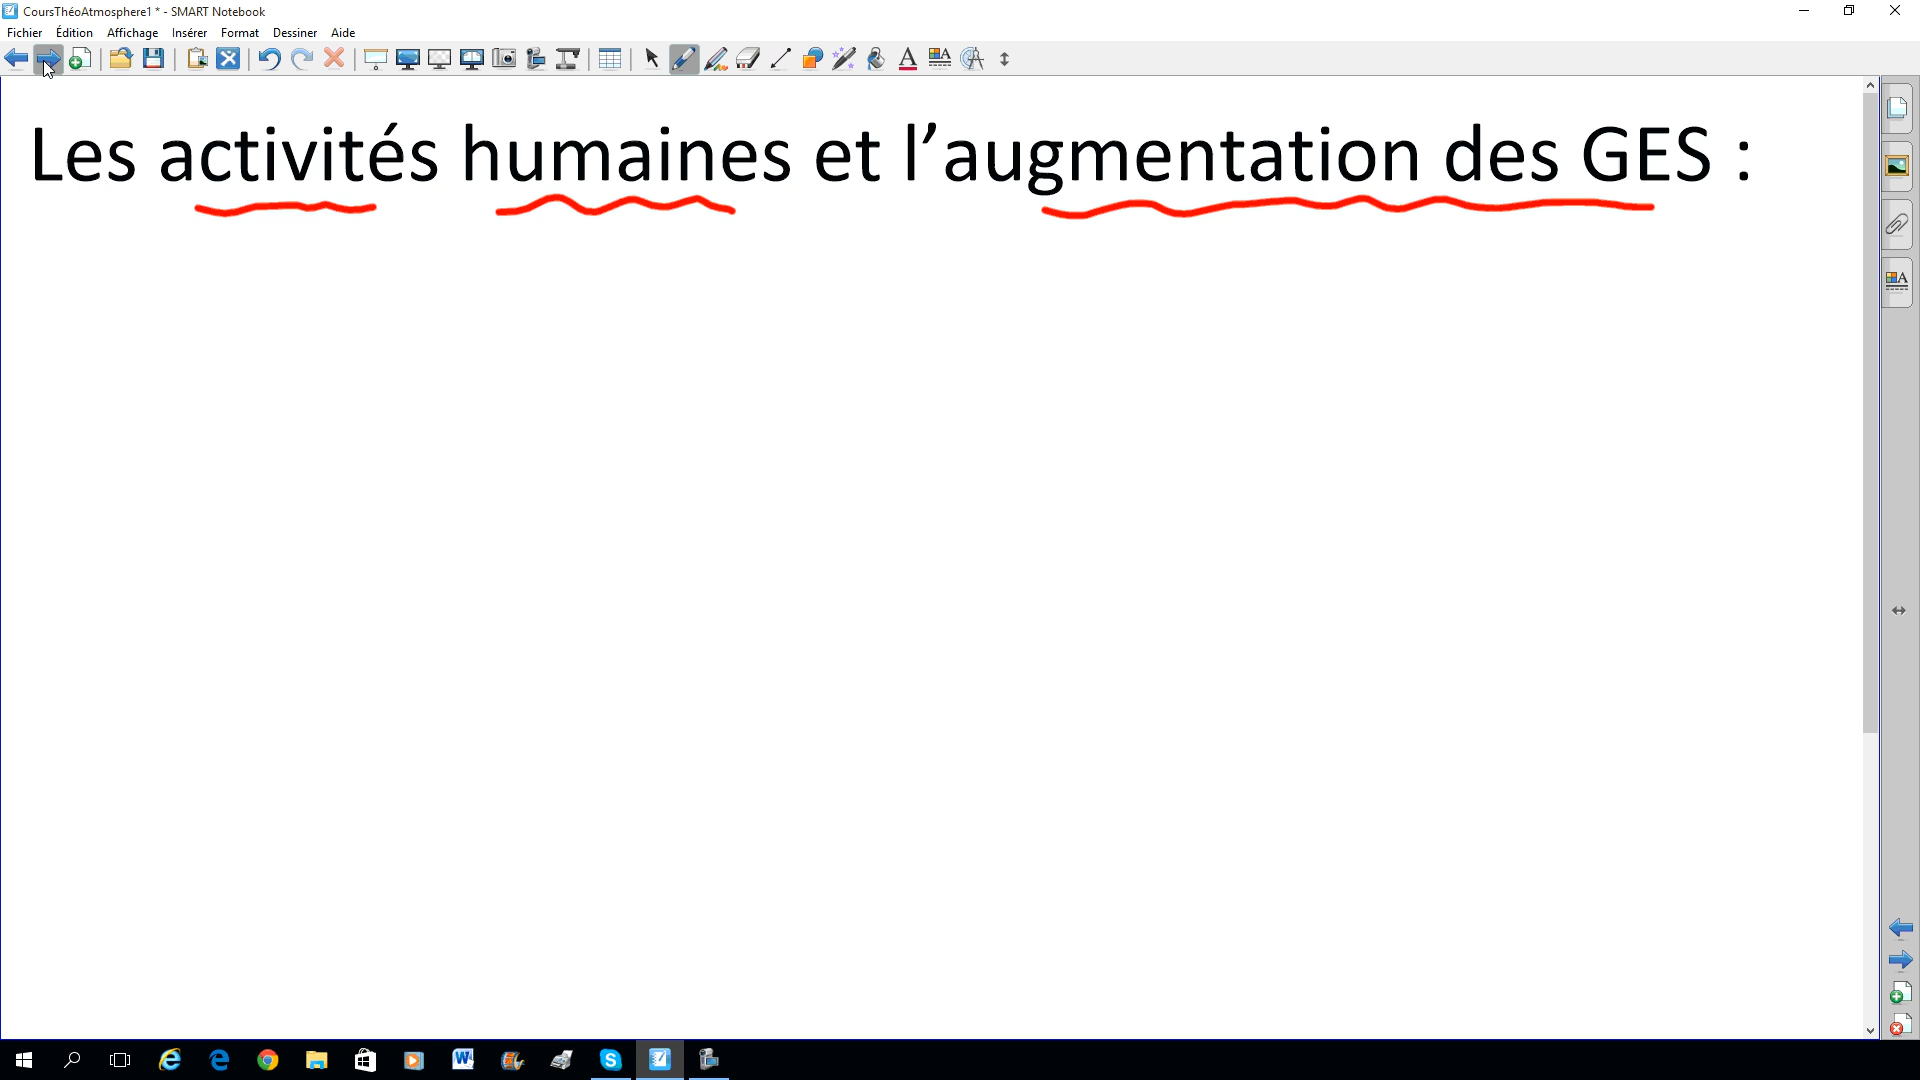 CoursThéoAtmosphere1 * - SMART Notebook
Fichier Édition Affichage Insérer Format Dessiner Aide
Les activités humaines et l’augmentation des GES :